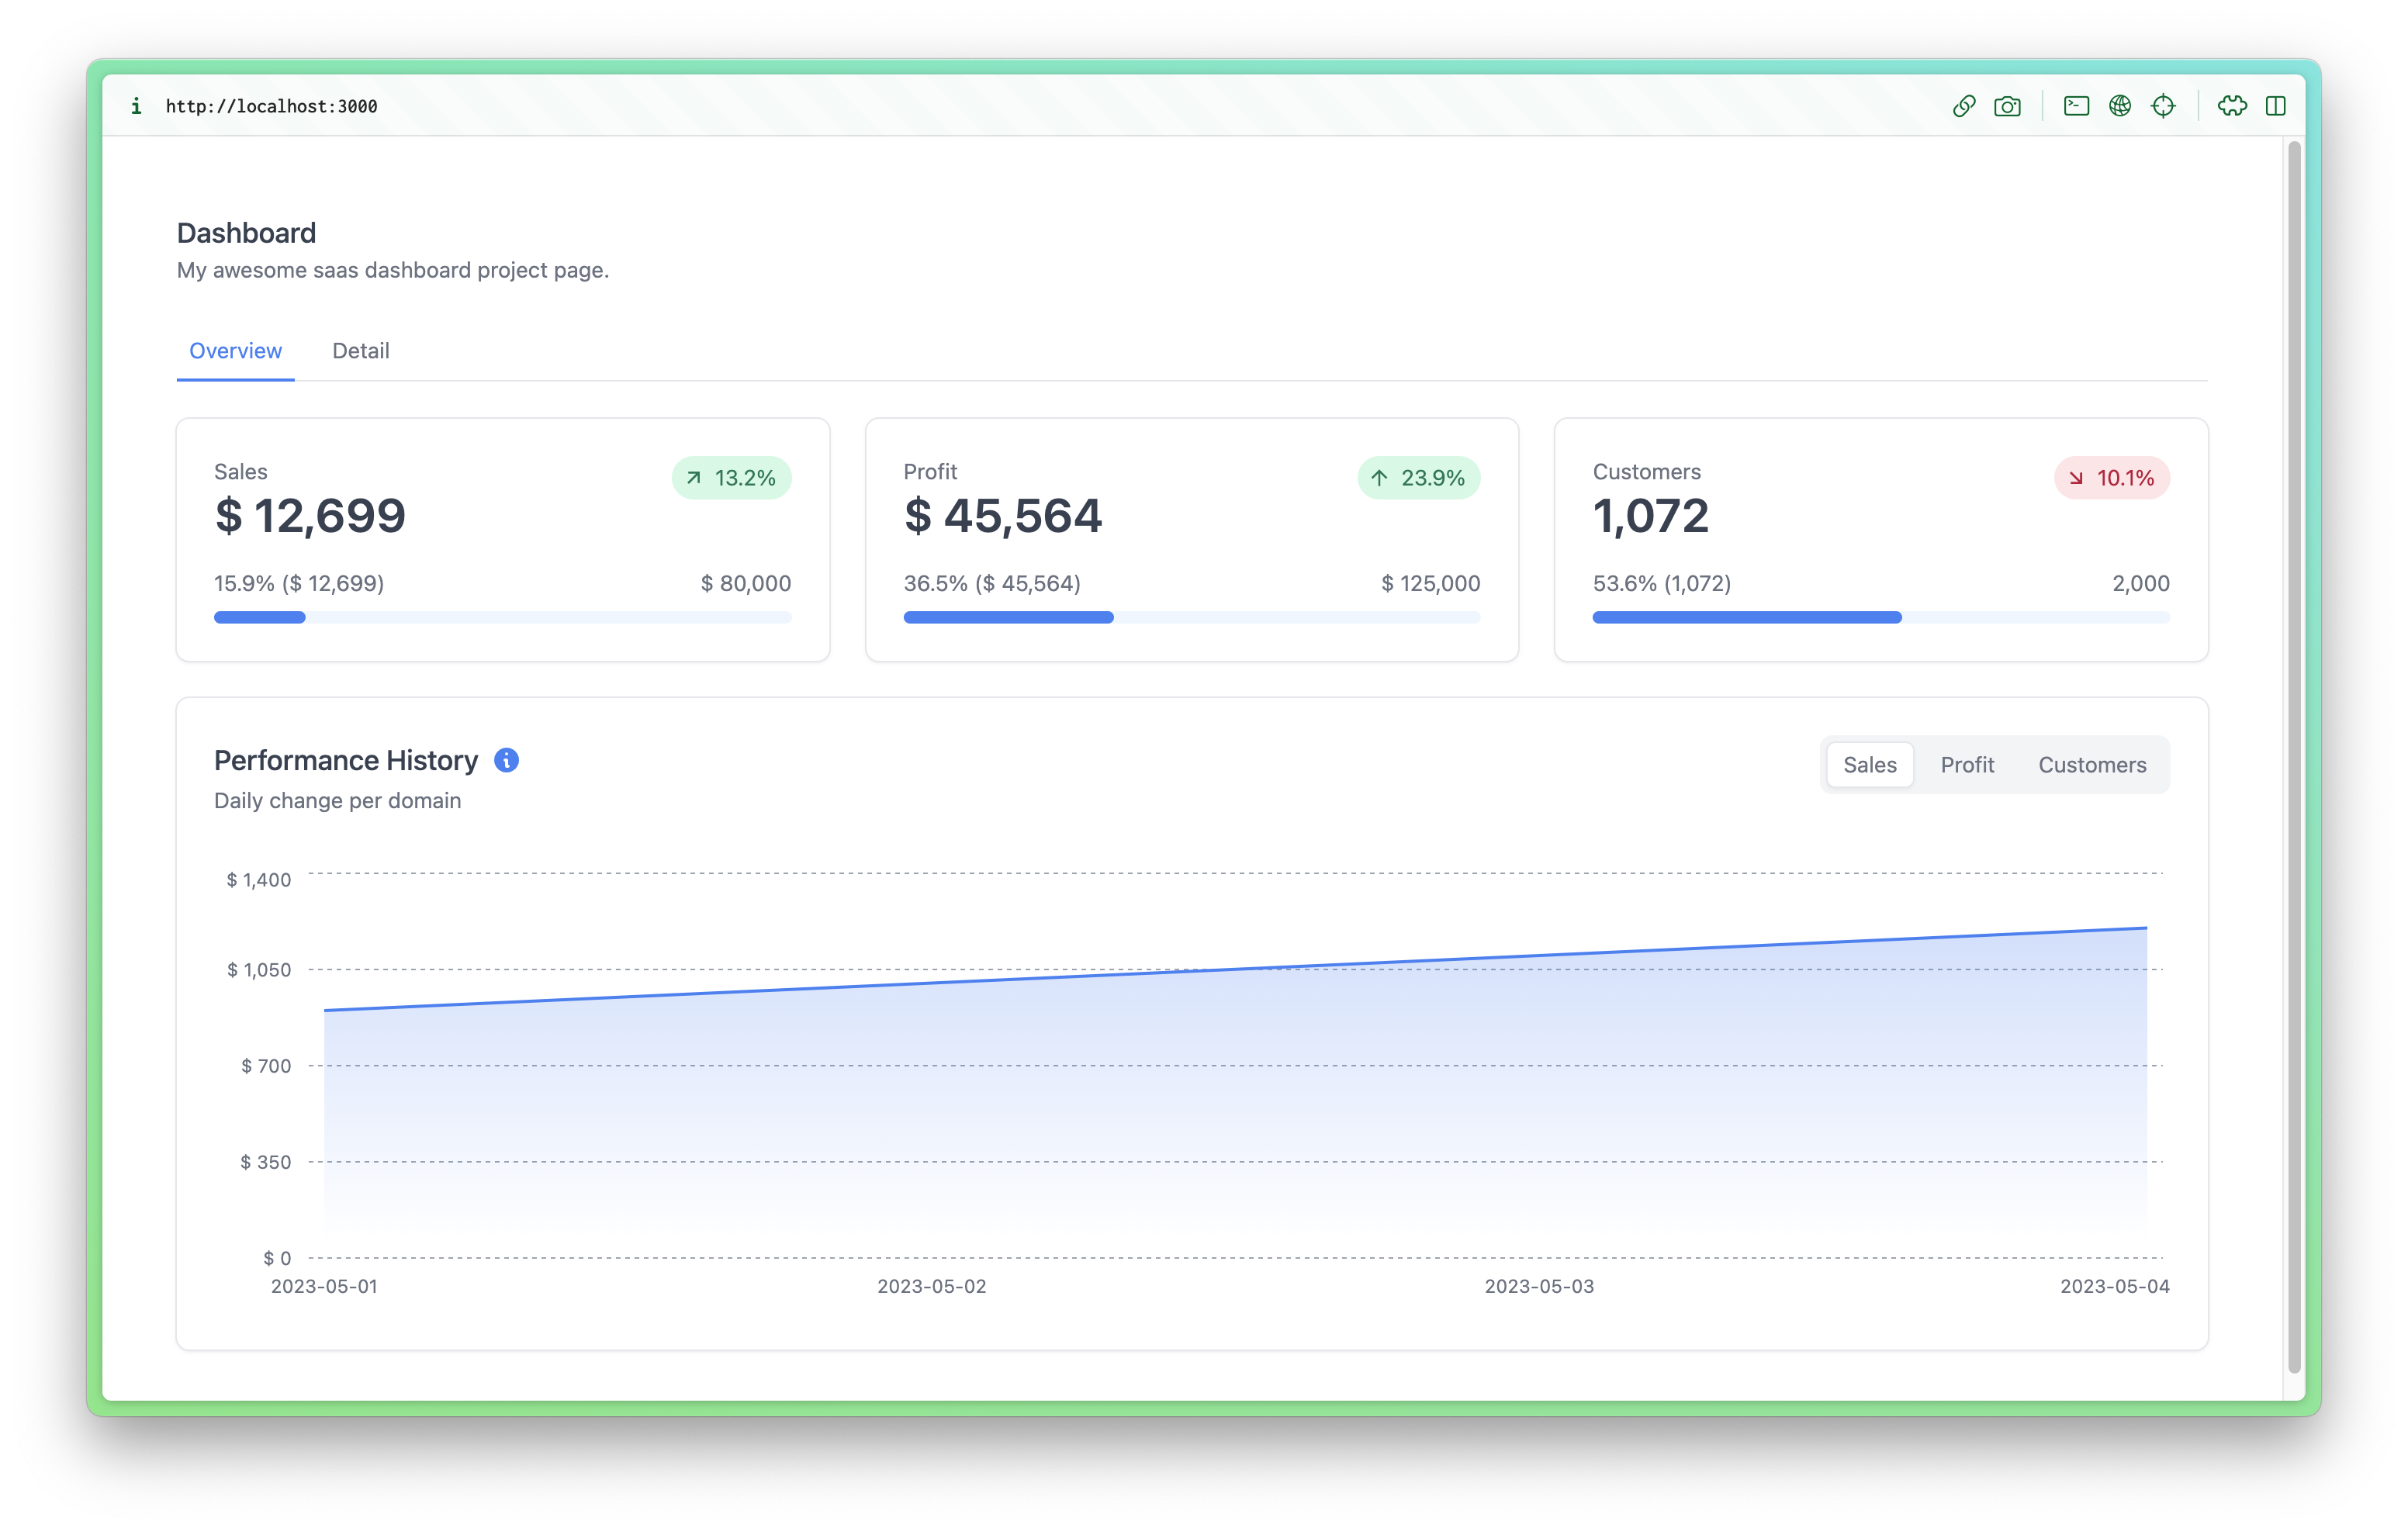 http://localhost:3000
Dashboard
My awesome saas dashboard project page.
Overview Detail
Sales
13.2%
$ 12,699
15.9% ($ 12,699) $ 80,000
Profit
23.9%
$ 45,564
36.5% ($ 45,564) $ 125,000
Customers
10.1%
1,072
53.6% (1,072) 2,000
Performance History
Daily change per domain
Sales Profit Customers
$ 1,400
$ 1,050
$ 700
$ 350
$ 0
2023-05-01 2023-05-02 2023-05-03 2023-05-04